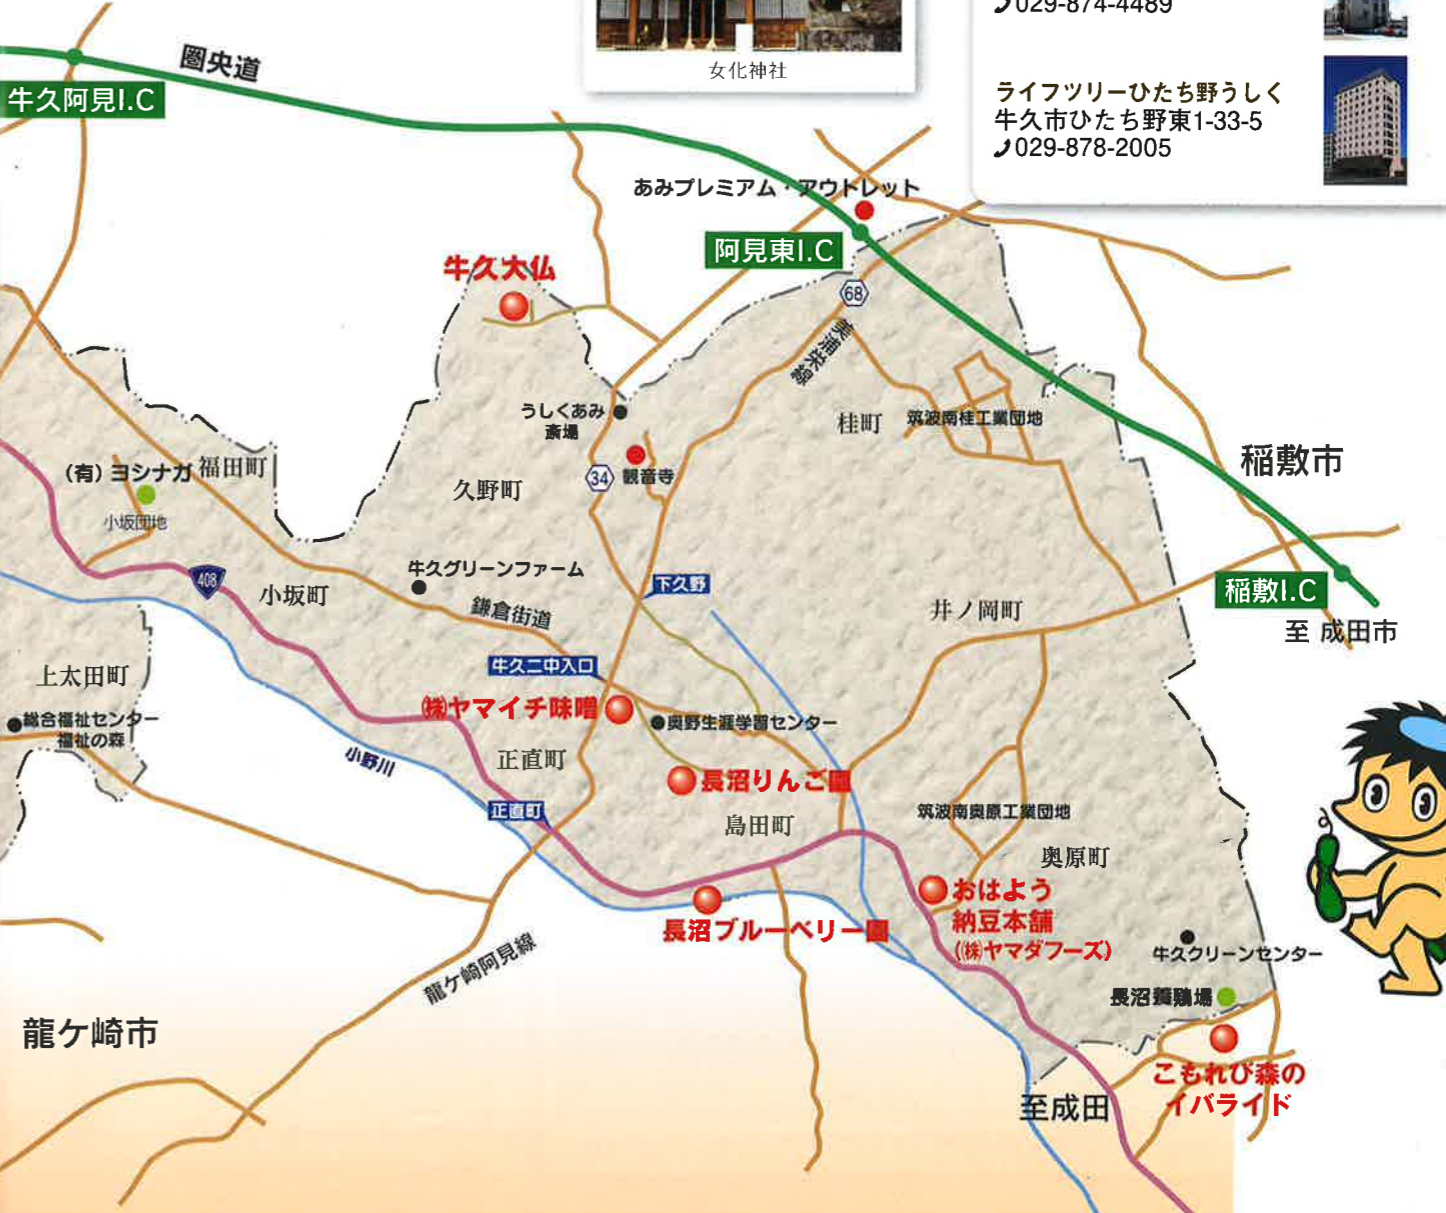 029-874-4489
女化神社
ライフツリーひたち野うしく
牛久市ひたち野東1-33-5
029-878-2005
圏央道
牛久阿見I.C
あみプレミアム・アウトレット
阿見東I.C
牛久大仏
68
美浦栄線
うしくあみ
斎場
桂町
筑波南桂工業団地
稲敷市
34
観音寺
(有)ヨシナガ
福田町
久野町
小坂団地
牛久グリーンファーム
408
小坂町
下久野
稲敷I.C
鎌倉街道
井ノ岡町
至 成田市
牛久二中入口
上太田町
㈱ヤマイチ味噌
総合福祉センター
福祉の森
奥野生涯学習センター
小野川
正直町
長沼りんご園
正直町
島田町
筑波南奥原工業団地
奥原町
おはよう
納豆本舗
(㈱ヤマダフーズ)
長沼ブルーベリー園
牛久クリーンセンター
龍ケ崎阿見線
長沼養鶏場
龍ケ崎市
こもれび森の
イバライド
至成田